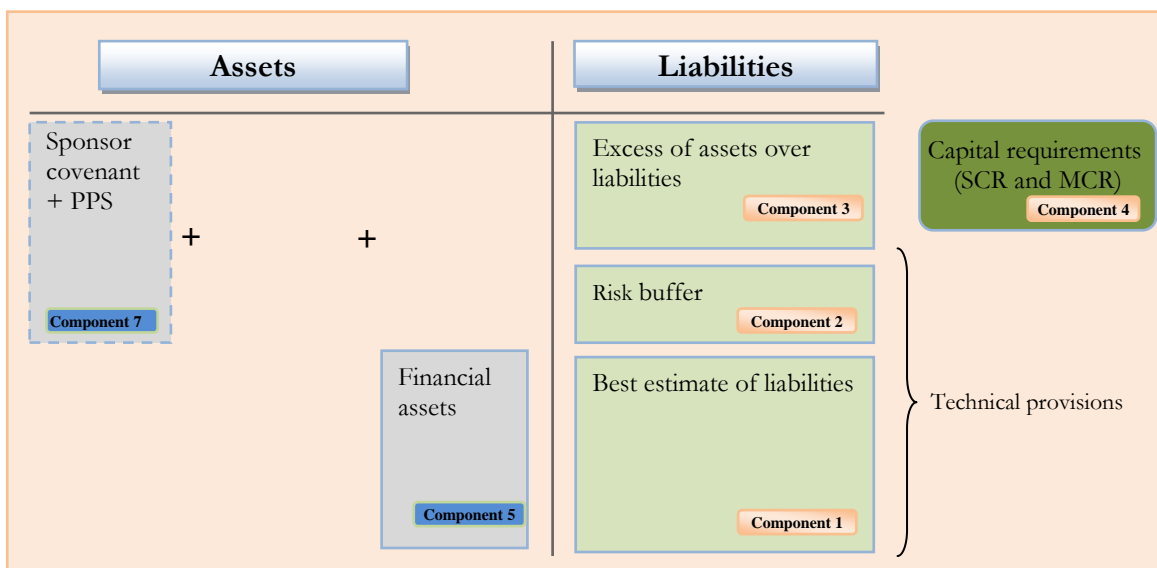 Assets
Liabilities
Sponsor
covenant
+ PPS
Component 7
+
+
Financial
assets
Component 5
Excess of assets over
liabilities
Component 3
Risk buffer
Component 2
Best estimate of liabilities
Component 1
Capital requirements
(SCR and MCR)
Component 4
Technical provisions